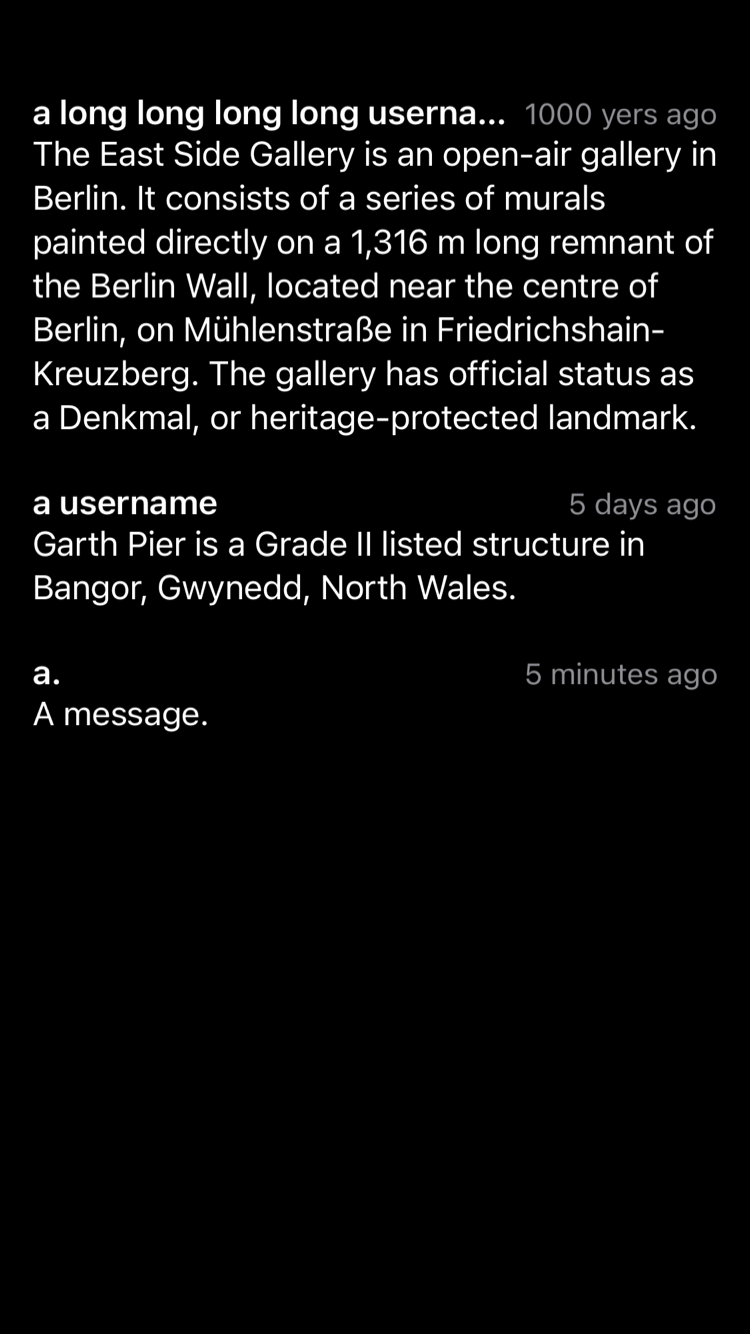 a long long long long userna... 1000 yers ago
The East Side Gallery is an open-air gallery in
Berlin. It consists of a series of murals
painted directly on a 1,316 m long remnant of
the Berlin Wall, located near the centre of
Berlin, on Mühlenstraße in Friedrichshain-
Kreuzberg. The gallery has official status as
a Denkmal, or heritage-protected landmark.
a username 5 days ago
Garth Pier is a Grade II listed structure in
Bangor, Gwynedd, North Wales.
a. 5 minutes ago
A message.